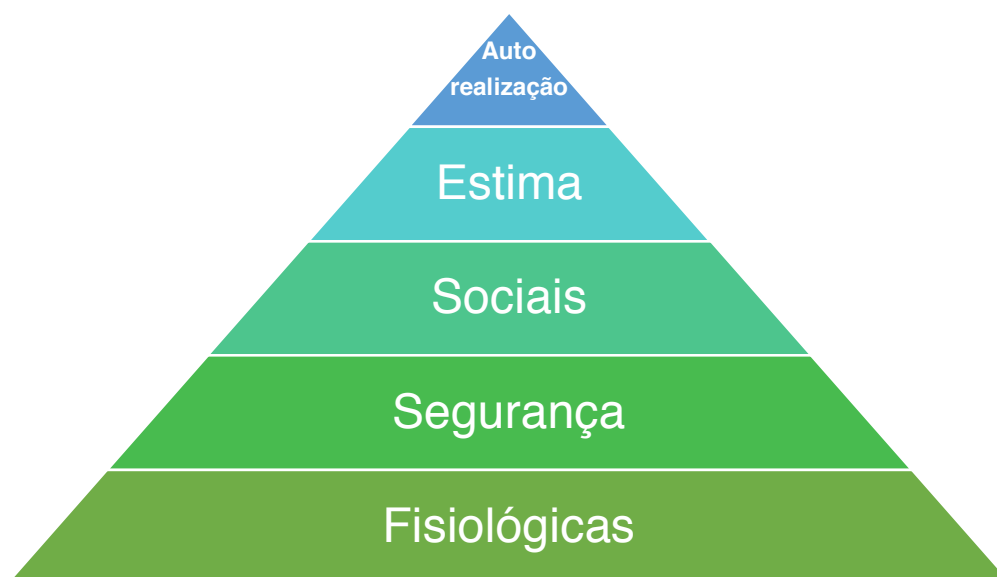 Auto
realização
Estima
Sociais
Segurança
Fisiológicas